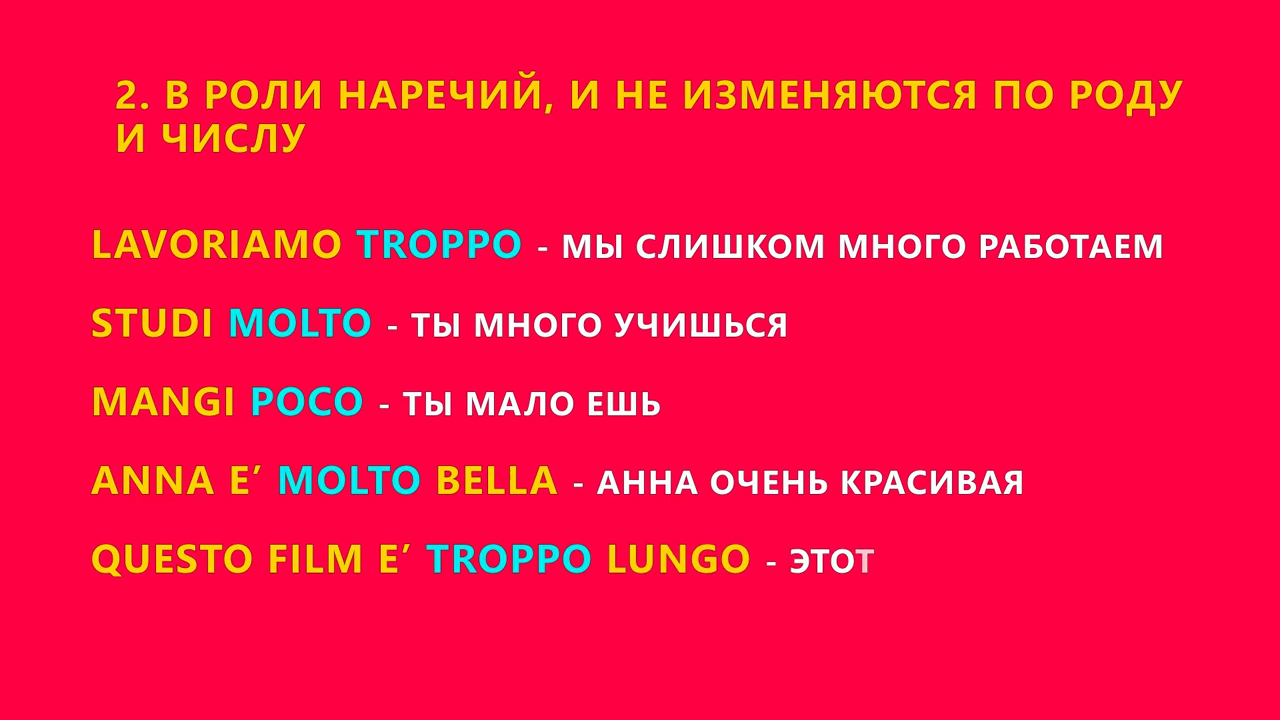 2. В РОЛИ НАРЕЧИЙ, И НЕ ИЗМЕНЯЮТСЯ ПО РОДУ
И ЧИСЛУ
LAVORIAMO TROPPO - МЫ СЛИШКОМ МНОГО РАБОТАЕМ
STUDI MOLTO - ТЫ МНОГО УЧИШЬСЯ
MANGI POCO - ТЫ МАЛО ЕШЬ
ANNA E’ MOLTO BELLA - АННА ОЧЕНЬ КРАСИВАЯ
QUESTO FILM E’ TROPPO LUNGO - ЭТОТ